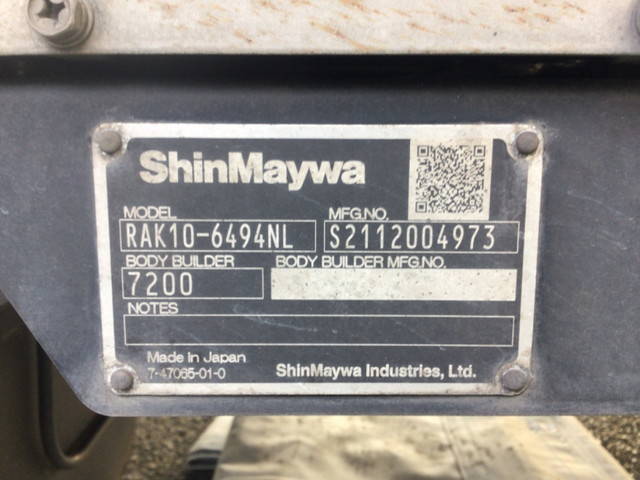 ShinMaywa
MODEL MFG.NO.
RAK10-6494NL S2112004973
BODY BUILDER BODY BUILDER MFG.NO.
7200
NOTES
Made in Japan
7-47065-01-0 ShinMaywa Industries, Ltd.